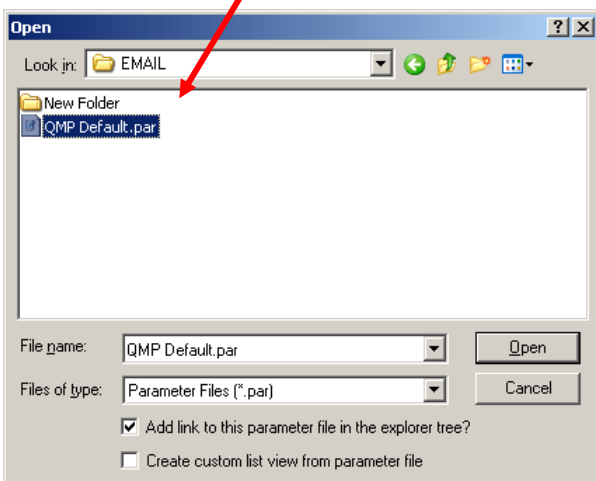 Open
Look in: EMAIL
New Folder
QMP Default.par
File name: QMP Default.par Open
Files of type: Parameter Files (*.par) Cancel
Add link to this parameter file in the explorer tree?
Create custom list view from parameter file